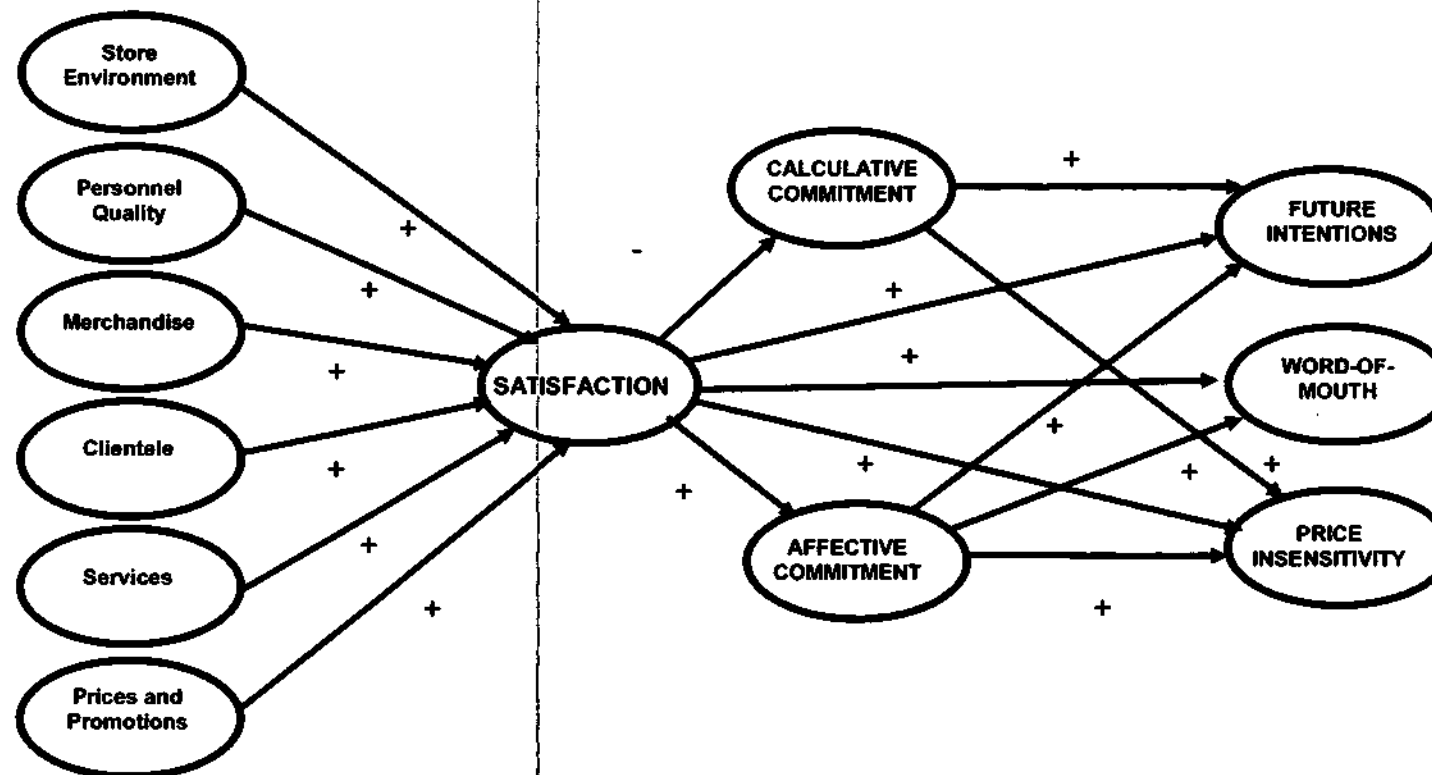 Store
Environment
Personnel
Quality
Merchandise
Clientele
Services
Prices and
Promotions
+
+
+
+
+
+
SATISFACTION
-
+
CALCULATIVE
COMMITMENT
AFFECTIVE
COMMITMENT
+
+
+
+
+
+
+
+
FUTURE
INTENTIONS
WORD-OF-
MOUTH
PRICE
INSENSITIVITY